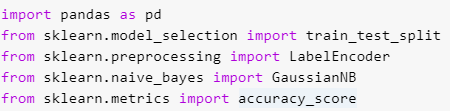 import pandas as pd
from sklearn.model_selection import train_test_split
from sklearn.preprocessing import LabelEncoder
from sklearn.naive_bayes import GaussianNB
from sklearn.metrics import accuracy_score